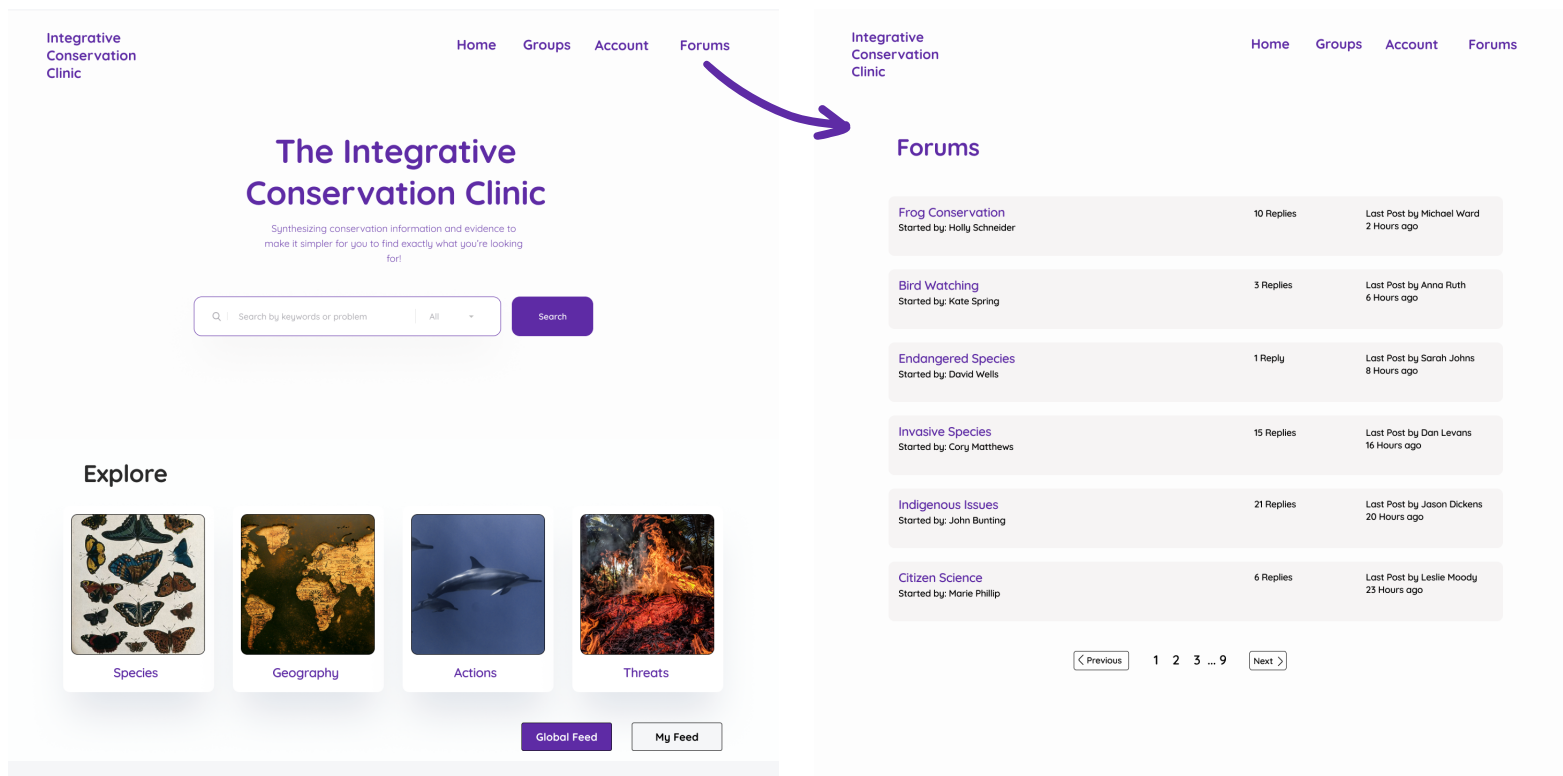 Integrative
Conservation
Clinic
Home Groups Account Forums
The Integrative
Conservation Clinic
Synthesizing conservation information and evidence to
make it simpler for you to find exactly what you're looking
for!
Search by keywords or problem All Search
Explore
Species Geography Actions Threats
Global Feed My Feed
Integrative
Conservation
Clinic
Home Groups Account Forums
Forums
Frog Conservation 10 Replies Last Post by Michael Ward
Started by: Holly Schneider 2 Hours ago
Bird Watching 3 Replies Last Post by Anna Ruth
Started by: Kate Spring 6 Hours ago
Endangered Species 1 Reply Last Post by Sarah Johns
Started by: David Wells 8 Hours ago
Invasive Species 15 Replies Last Post by Dan Levans
Started by: Cory Matthews 16 Hours ago
Indigenous Issues 21 Replies Last Post by Jason Dickens
Started by: John Bunting 20 Hours ago
Citizen Science 6 Replies Last Post by Leslie Moody
Started by: Marie Phillip 23 Hours ago
Previous 1 2 3 ... 9 Next